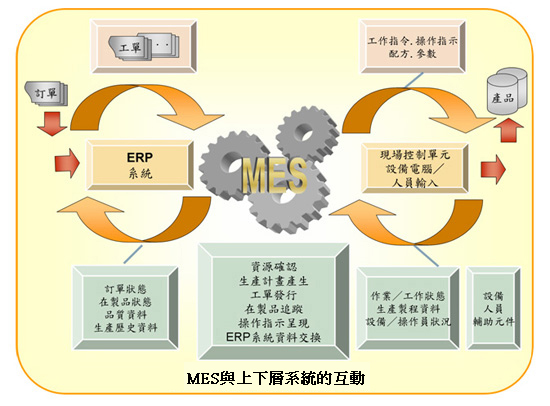 工單
. .
工作指令. 操作指示
配方. 參數
訂單
產品
ERP
系統
MES
現場控制單元
設備電腦／
人員輸入
訂單狀態
在製品狀態
品質資料
生產歷史資料
資源確認
生產計畫產生
工單發行
在製品追蹤
操作指示呈現
ERP系統資料交換
作業／工作狀態
生產製程資料
設備／操作員狀況
設備
人員
輔助元件
MES與上下層系統的互動